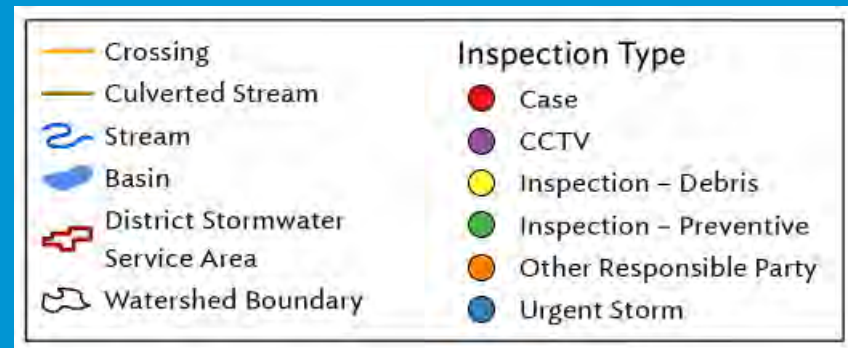 Crossing
Culverted Stream
Stream
Basin
District Stormwater
Service Area
Watershed Boundary
Inspection Type
Case
CCTV
Inspection – Debris
Inspection – Preventive
Other Responsible Party
Urgent Storm